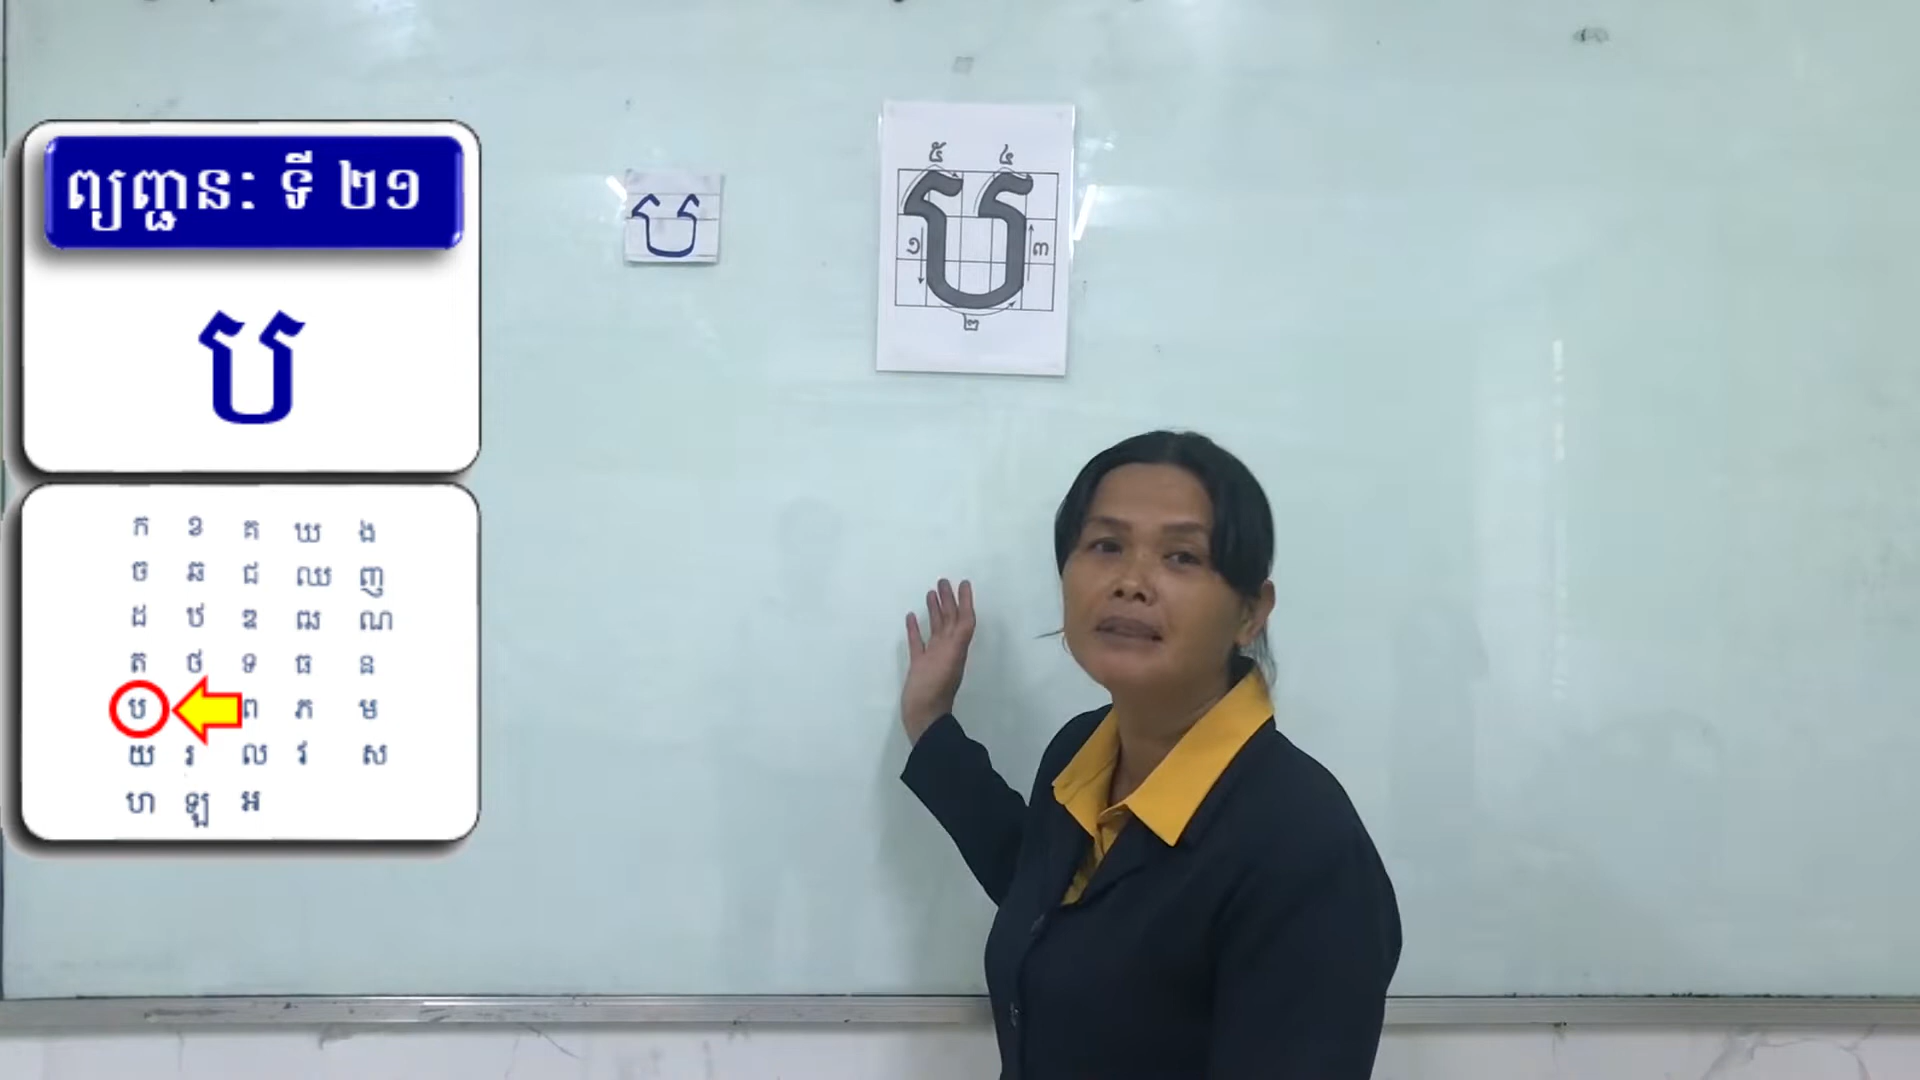 ព្យញ្ជនៈ ទី ២១
ប
ក ខ គ ឃ ង
ច ឆ ជ ឈ ញ
ដ ឋ ឌ ឍ ណ
ត ថ ទ ធ ន
ប ព ភ ម
យ រ ល វ ស
ហ ឡ អ
ប
៥ ៤
ប
១ ៣
២